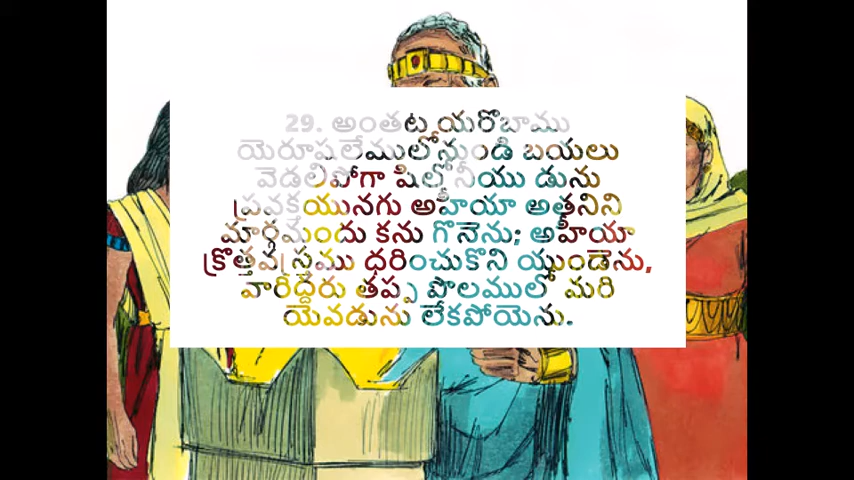 29. అంతట యరొబాము
యెరూషలేములోనుండి బయలు
వెడలిపోగా షిలోనీయు డును
ప్రవక్తయునగు అహీయా అతనిని
మార్గమందు కను గొనెను; అహీయా
క్రొత్తవస్త్రము ధరించుకొని యుండెను,
వారిద్దరు తప్ప పొలములో మరి
యెవడును లేకపోయెను.